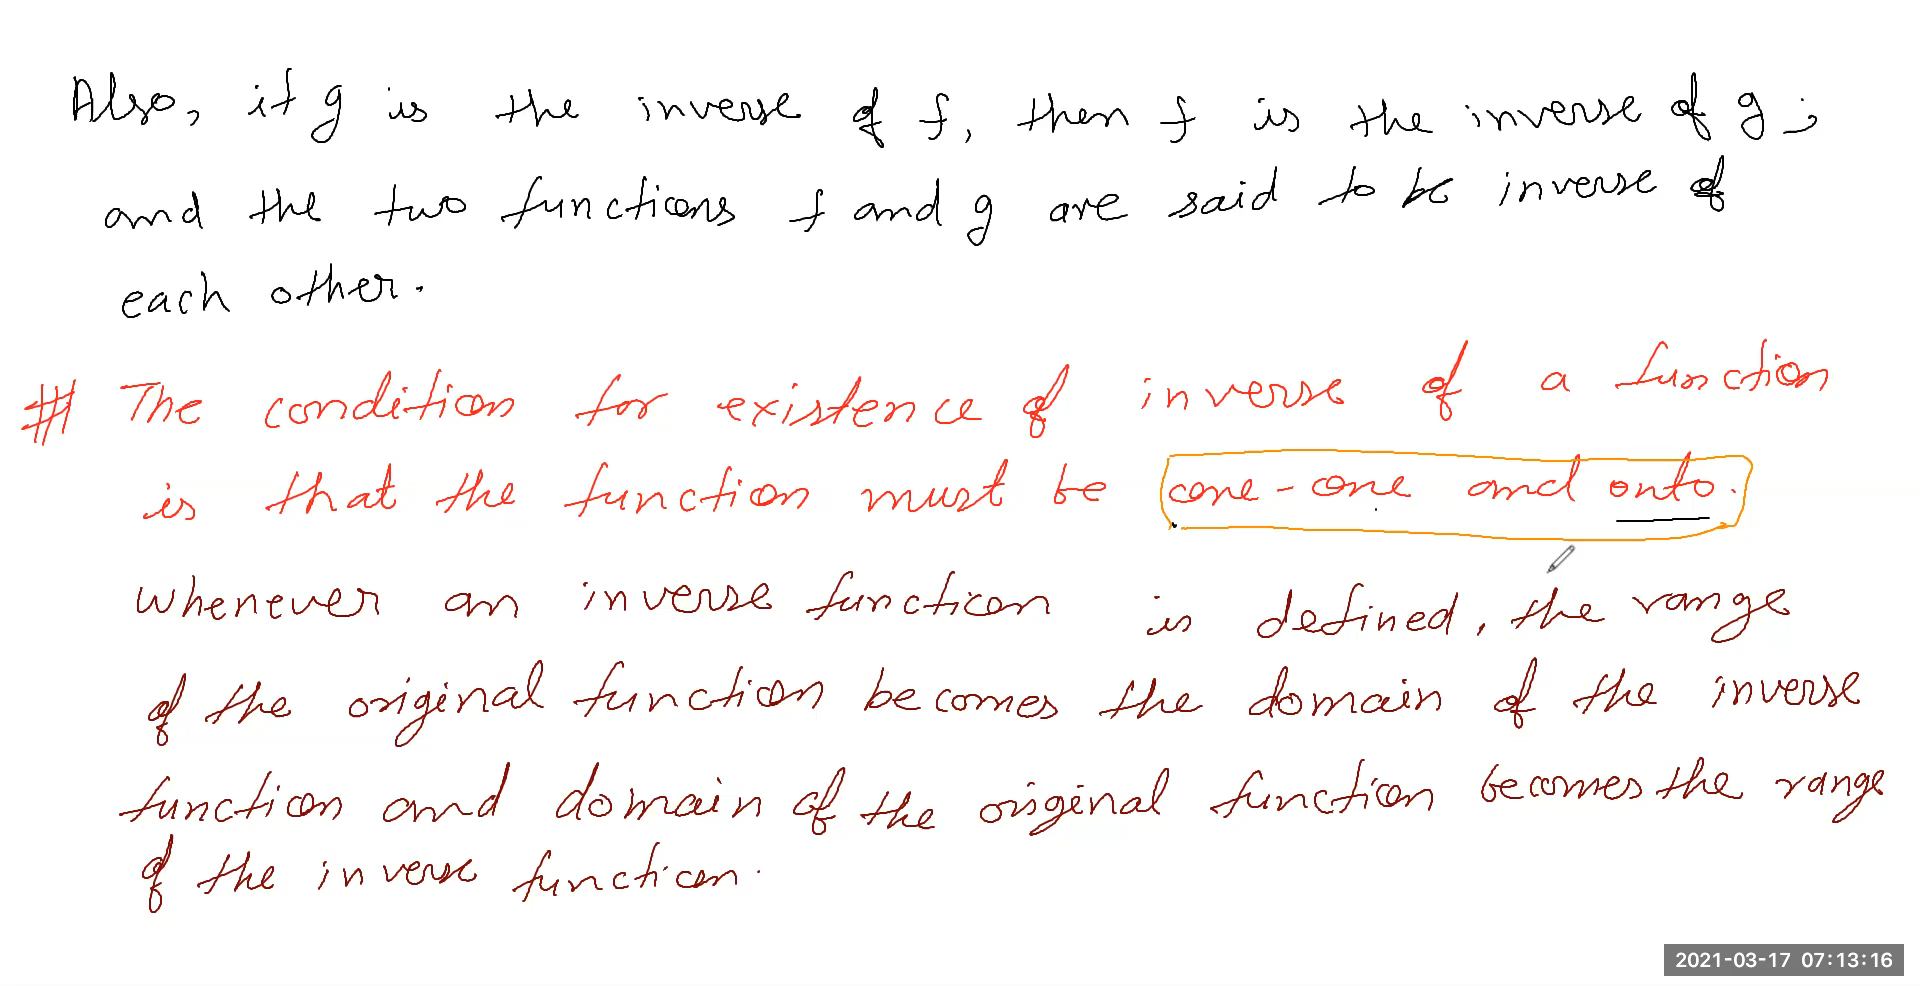 Also, if g is the inverse of f, then f is the inverse of g;
and the two functions f and g are said to be inverse of
each other.
# The condition for existence of inverse of a function
is that the function must be one-one and onto.
Whenever an inverse function is defined, the range
of the original function becomes the domain of the inverse
function and domain of the original function becomes the range
of the inverse function.
2021-03-17 07:13:16